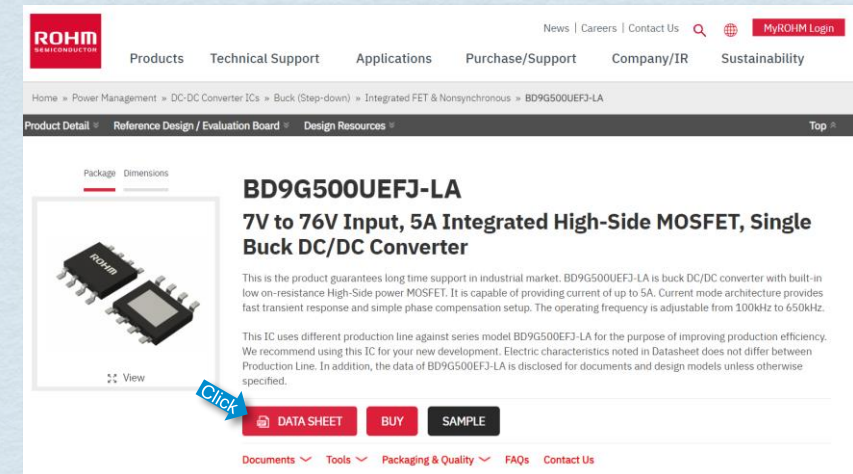 ROHM
SEMICONDUCTOR
News | Careers | Contact Us
MyROHM Login
Products Technical Support Applications Purchase/Support Company/IR Sustainability
Home » Power Management » DC-DC Converter ICs » Buck (Step-down) » Integrated FET & Nonsynchronous » BD9G500UEFJ-LA
Product Detail Reference Design / Evaluation Board Design Resources Top
Package Dimensions
BD9G500UEFJ-LA
7V to 76V Input, 5A Integrated High-Side MOSFET, Single
Buck DC/DC Converter
This is the product guarantees long time support in industrial market. BD9G500UEFJ-LA is buck DC/DC converter with built-in
low on-resistance High-Side power MOSFET. It is capable of providing current of up to 5A. Current mode architecture provides
fast transient response and simple phase compensation setup. The operating frequency is adjustable from 100kHz to 650kHz.
This IC uses different production line against series model BD9G500EFJ-LA for the purpose of improving production efficiency.
We recommend using this IC for your new development. Electric characteristics noted in Datasheet does not differ between
Production Line. In addition, the data of BD9G500EFJ-LA is disclosed for documents and design models unless otherwise
specified.
ROHM
View
Click
DATA SHEET BUY SAMPLE
Documents Tools Packaging & Quality FAQs Contact Us